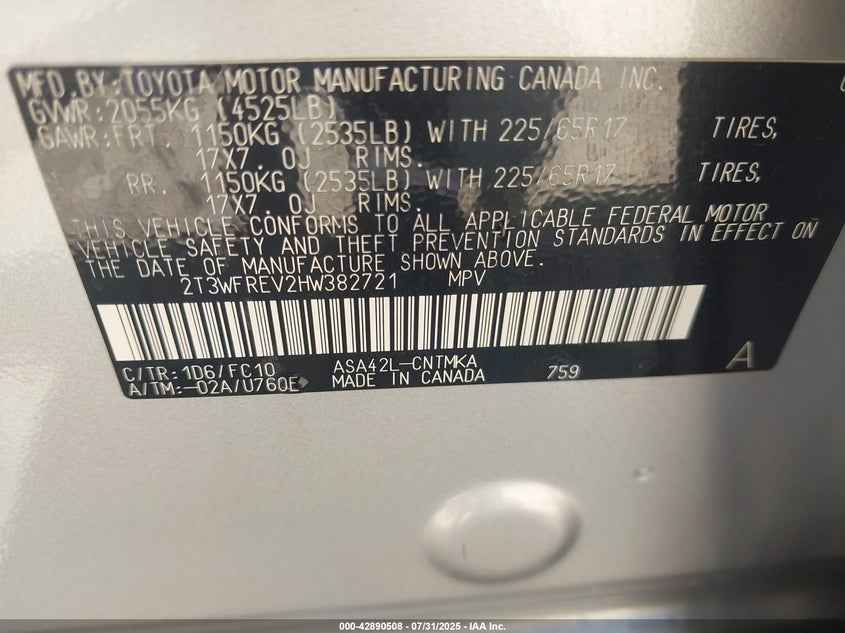 MFD.BY:TOYOTA MOTOR MANUFACTURING CANADA INC.
GVWR:2055KG (4525LB)
GAWR:FRT. 1150KG (2535LB) WITH 225/65R17 TIRES,
17X7. 0J RIMS.
RR. 1150KG (2535LB) WITH 225/65R17 TIRES,
17X7. 0J RIMS.
THIS VEHICLE CONFORMS TO ALL APPLICABLE FEDERAL MOTOR
VEHICLE SAFETY AND THEFT PREVENTION STANDARDS IN EFFECT ON
THE DATE OF MANUFACTURE SHOWN ABOVE.
2T3WFREV2HW382721 MPV
C/TR:1D6/FC10 ASA42L-CNTMKA
A/TM:-02A/U760E MADE IN CANADA 759 A
000-42890508 - 07/31/2025 - IAA Inc.